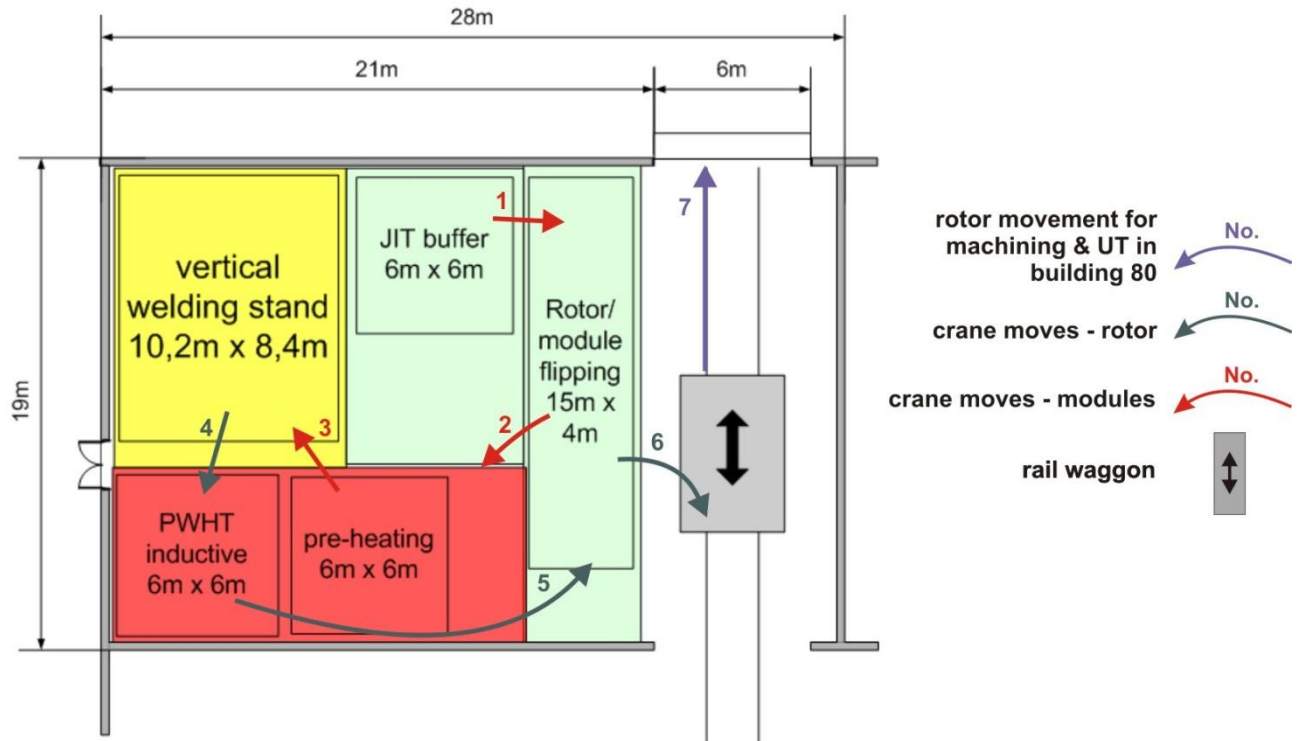 28m
21m
6m
19m
vertical
welding stand
10,2m x 8,4m
JIT buffer
6m x 6m
1
Rotor/
module
flipping
15m x
4m
7
2
3
4
6
PWHT
inductive
6m x 6m
pre-heating
6m x 6m
5
rotor movement for
machining & UT in
building 80
No.
crane moves - rotor
No.
crane moves - modules
No.
rail waggon